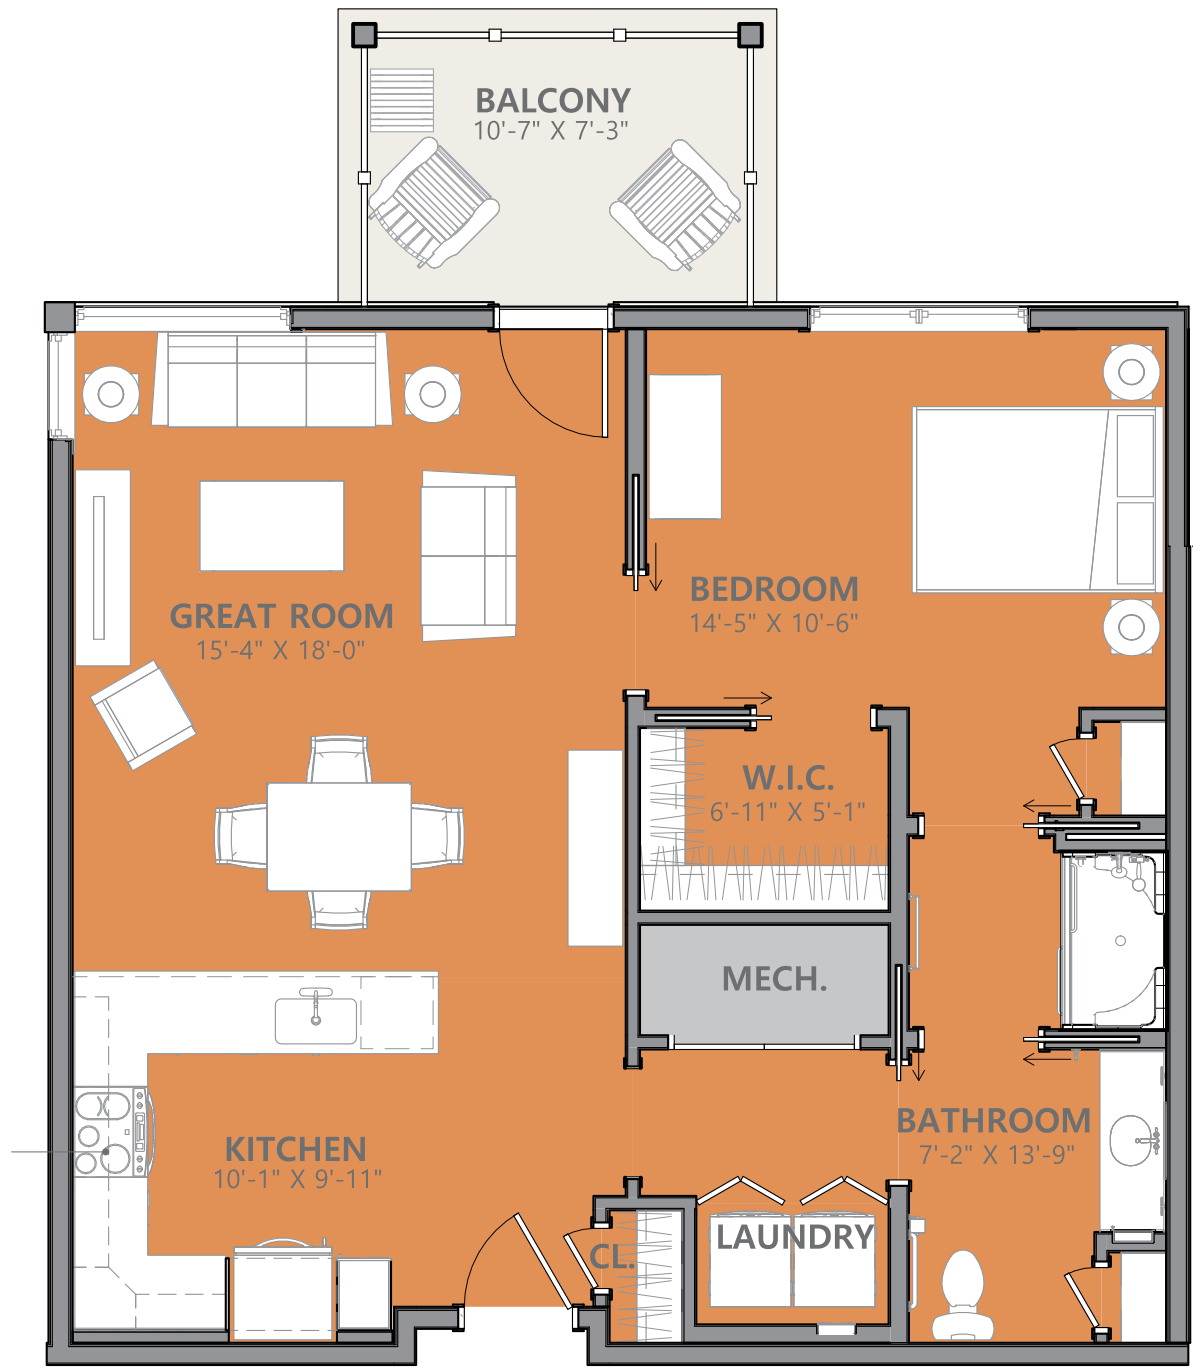 BALCONY
10'-7" X 7'-3"
BEDROOM
14'-5" X 10'-6"
GREAT ROOM
15'-4" X 18'-0"
W.I.C.
6'-11" X 5'-1"
MECH.
BATHROOM
7'-2" X 13'-9"
KITCHEN
10'-1" X 9'-11"
LAUNDRY
CL.